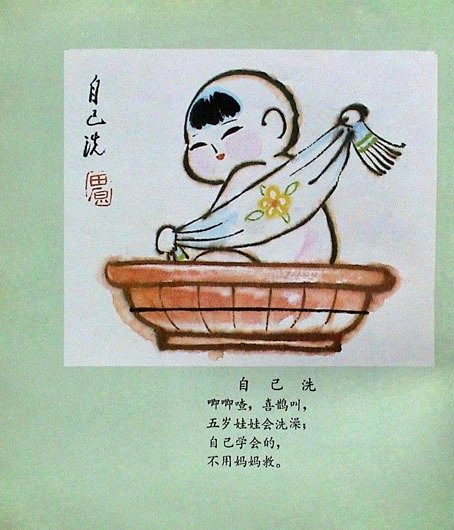 自己洗
自己洗
唧唧喳，喜鹊叫，
五岁娃娃会洗澡；
自己学会的，
不用妈妈教。